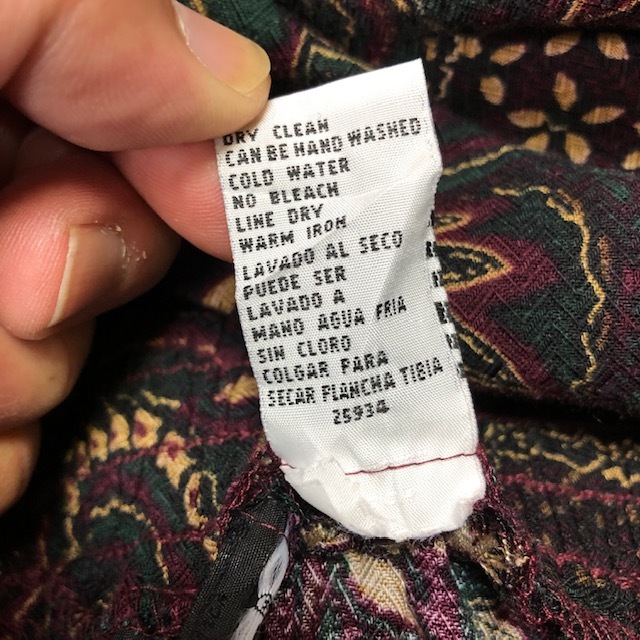 DRY CLEAN
CAN BE HAND WASHED
COLD WATER
NO BLEACH
LINE DRY
WARM IRON
LAVADO AL SECO
PUEDE SER
LAVADO A
MANO AGUA FRIA
SIN CLORO
COLGAR PARA
SECAR PLANCHA TIBIA
25934